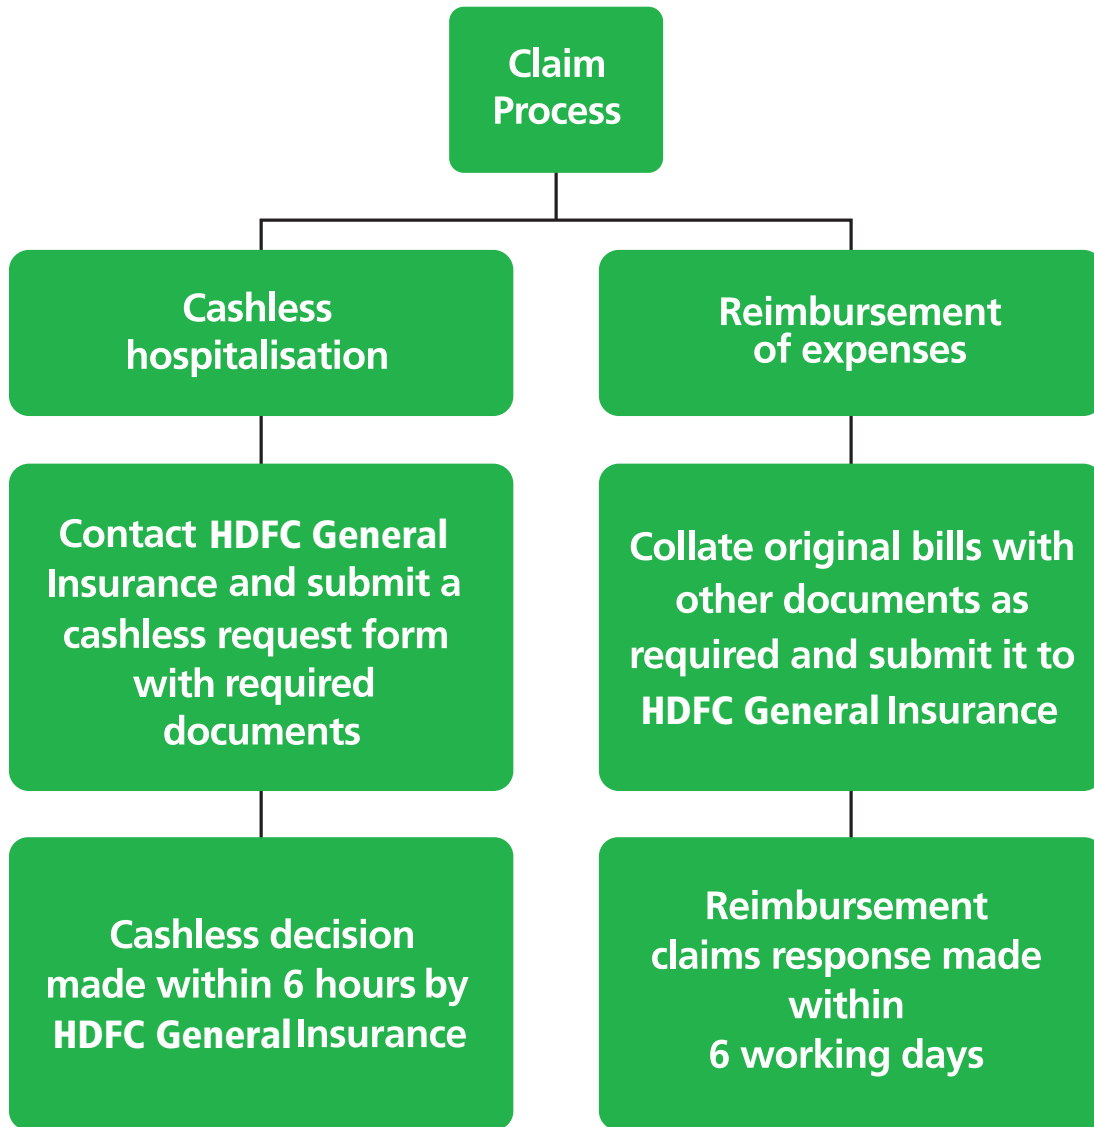 Claim
Process
Cashless
hospitalisation
Contact HDFC General
Insurance and submit a
cashless request form
with required
documents
Cashless decision
made within 6 hours by
HDFC General Insurance
Reimbursement
of expenses
Collate original bills with
other documents as
required and submit it to
HDFC General Insurance
Reimbursement
claims response made
within
6 working days